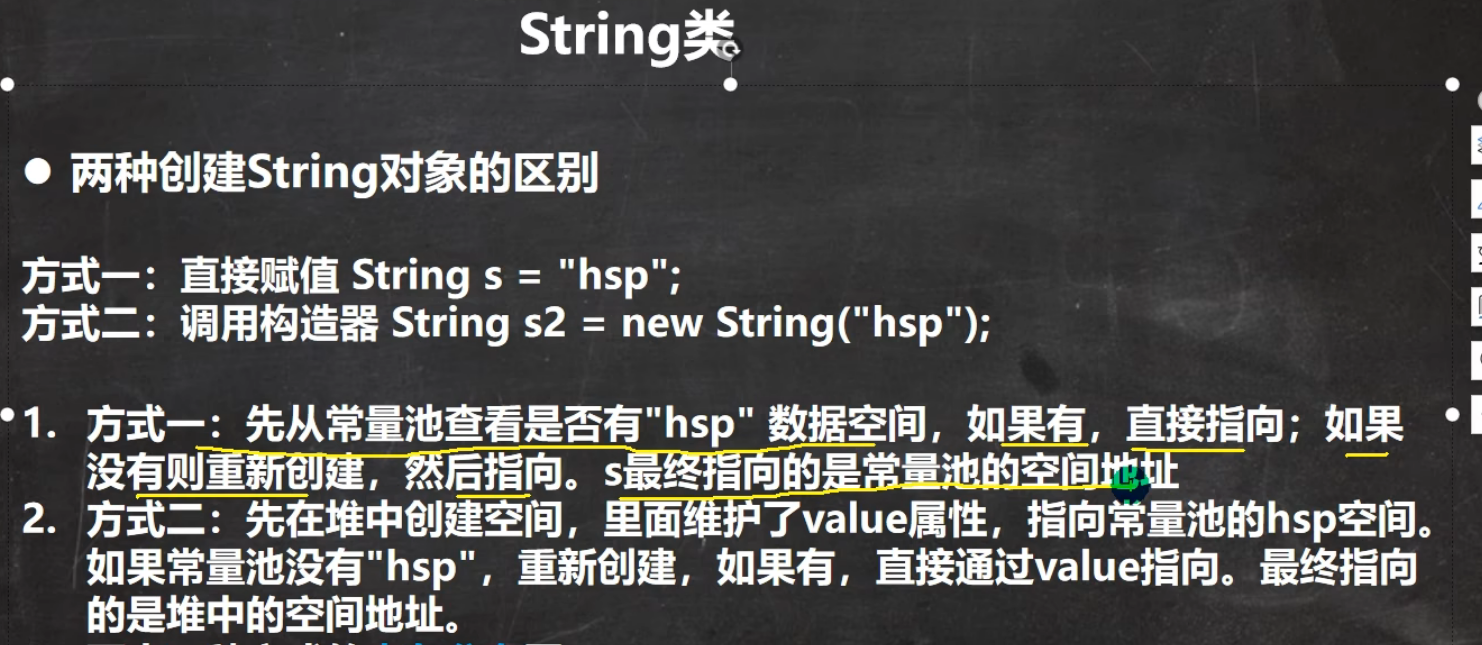 String类
● 两种创建String对象的区别
方式一：直接赋值 String s = "hsp";
方式二：调用构造器 String s2 = new String("hsp");
1. 方式一：先从常量池查看是否有"hsp" 数据空间，如果有，直接指向；如果
没有则重新创建，然后指向。s最终指向的是常量池的空间地址
2. 方式二：先在堆中创建空间，里面维护了value属性，指向常量池的hsp空间。
如果常量池没有"hsp"，重新创建，如果有，直接通过value指向。最终指向
的是堆中的空间地址。